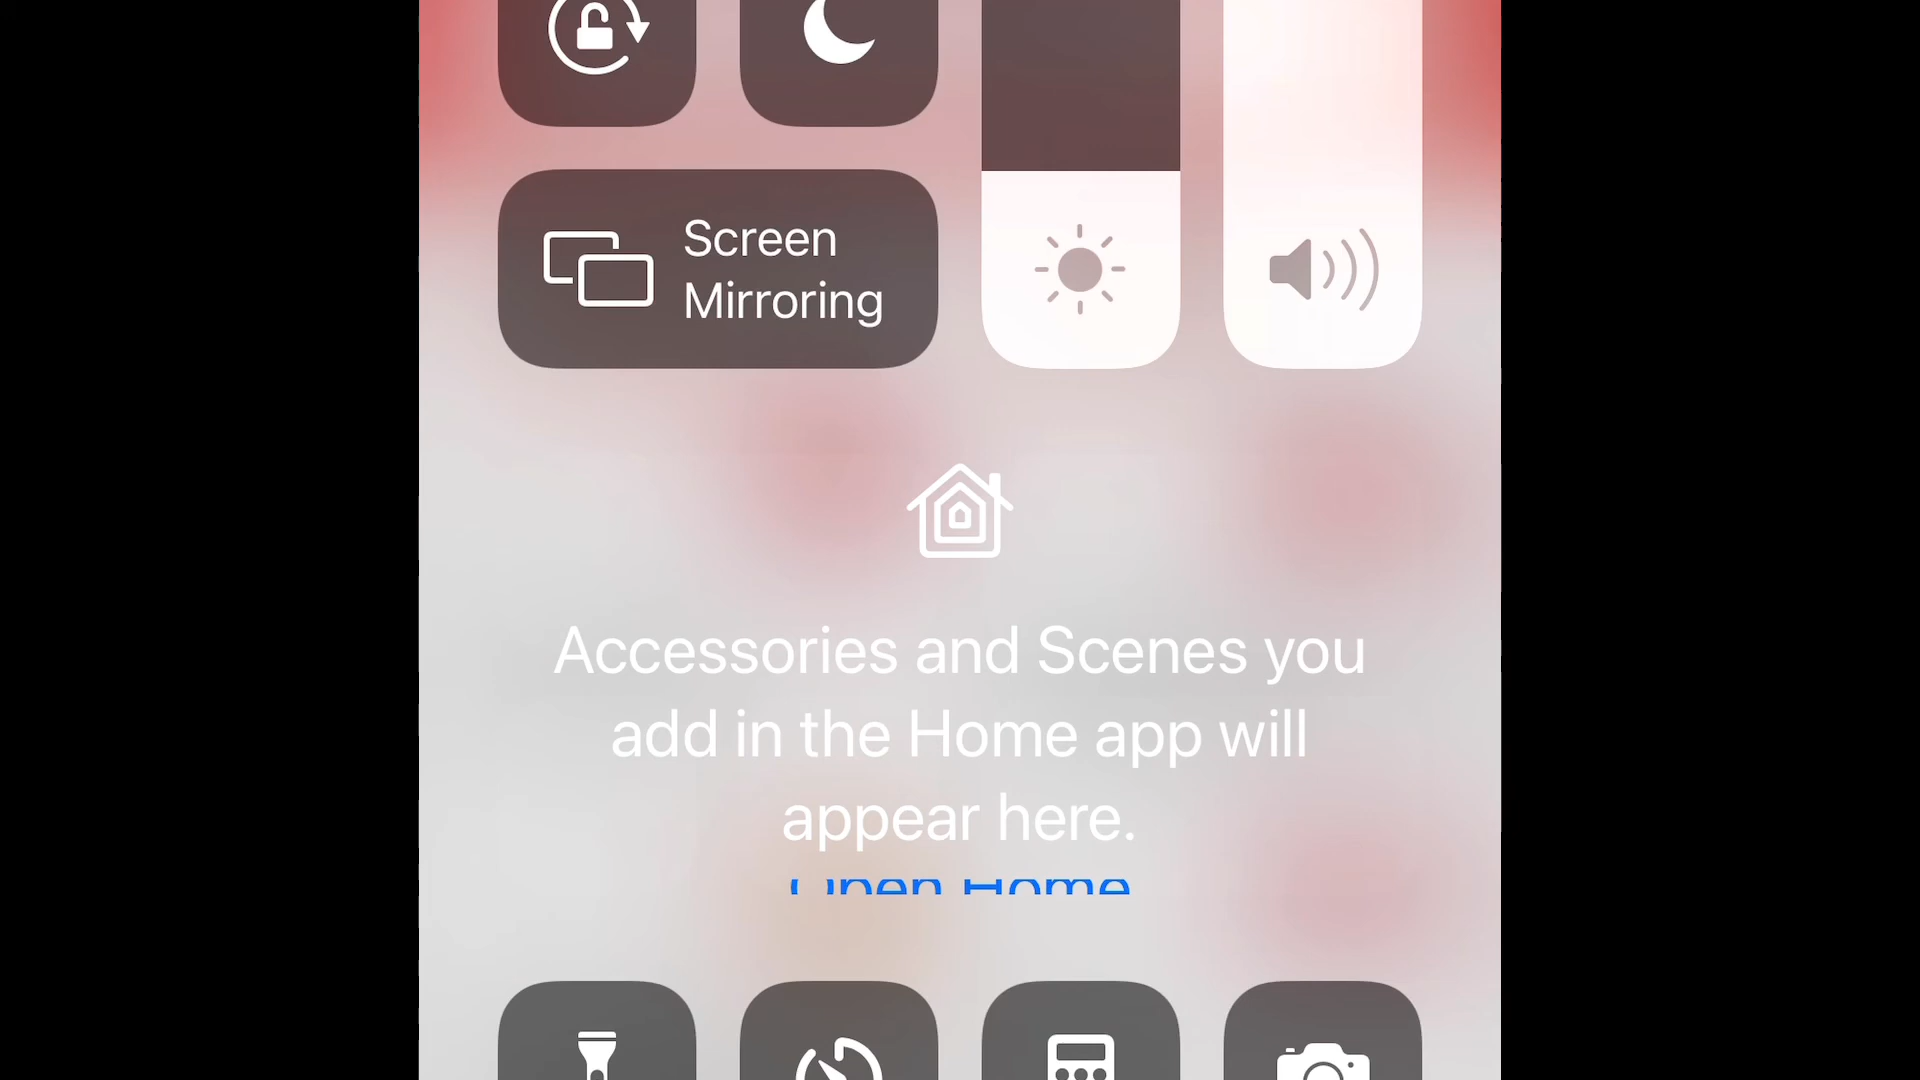 Screen
Mirroring
Accessories and Scenes you
add in the Home app will
appear here.
Open Home